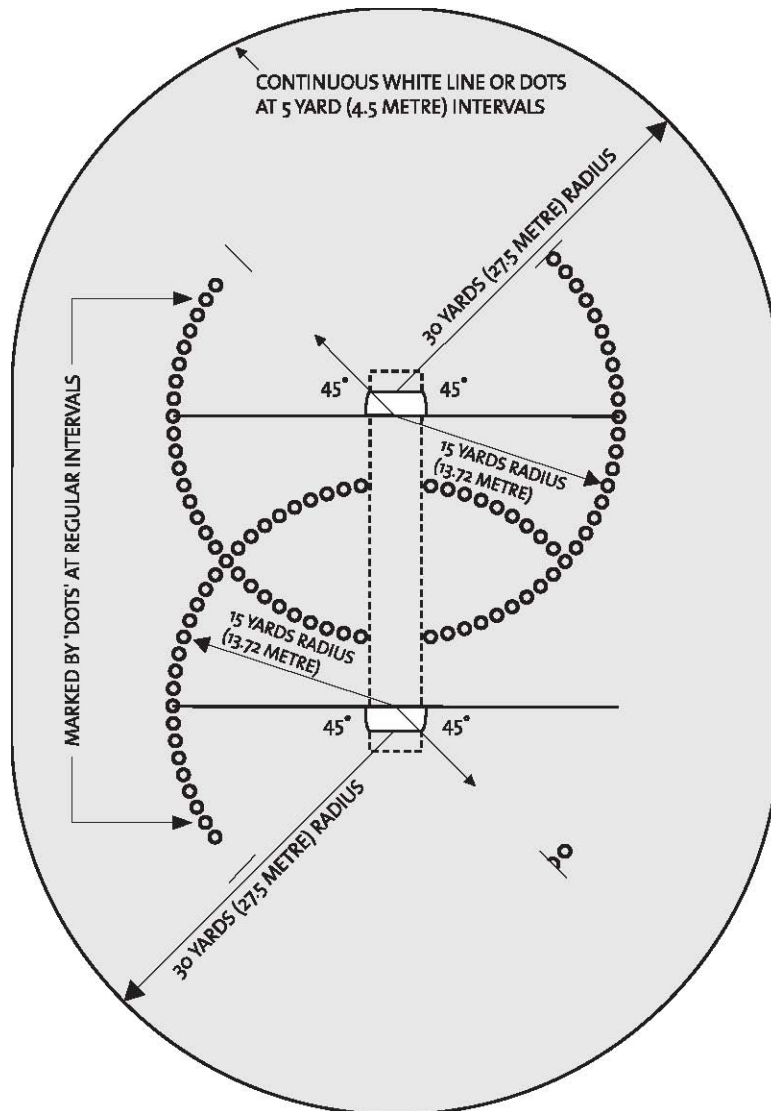 CONTINUOUS WHITE LINE OR DOTS
AT 5 YARD (4.5 METRE) INTERVALS
30 YARDS (27.5 METRE) RADIUS
MARKED BY 'DOTS' AT REGULAR INTERVALS
45°
45°
15 YARDS RADIUS
(13.72 METRE)
15 YARDS RADIUS
(13.72 METRE)
45°
45°
30 YARDS (27.5 METRE) RADIUS